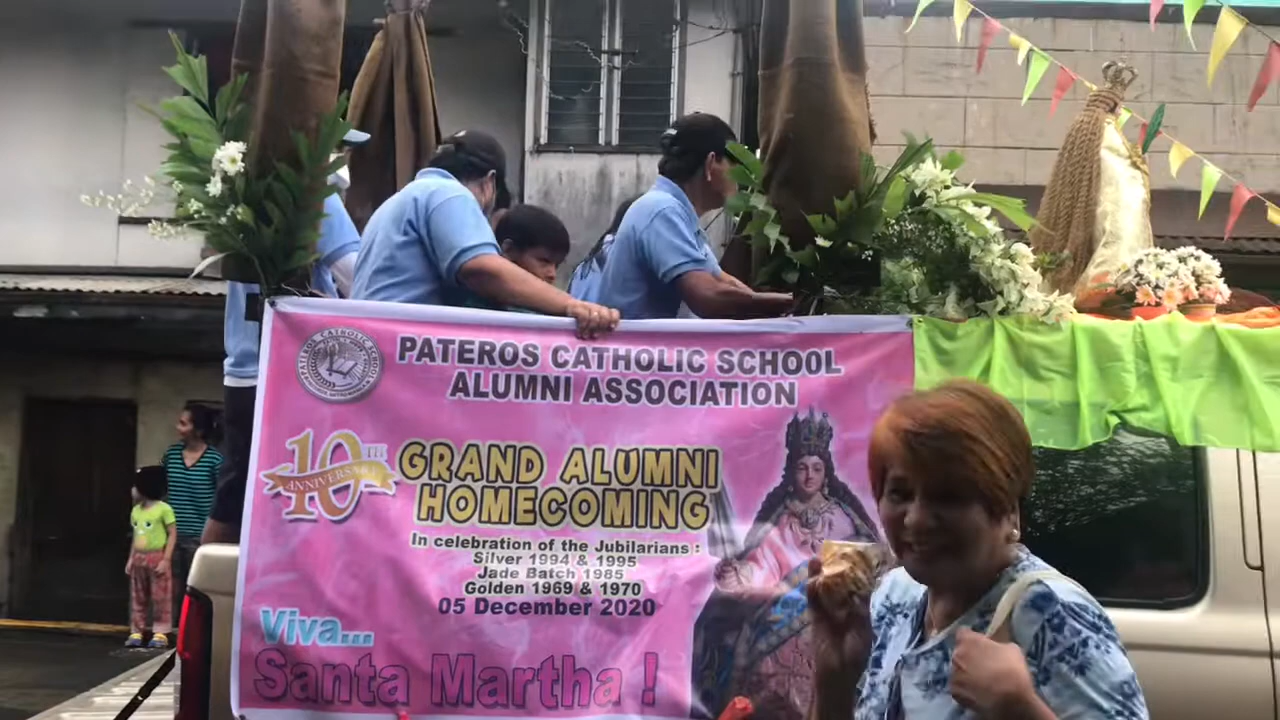 PATEROS CATHOLIC SCHOOL
ALUMNI ASSOCIATION
10TH
ANNIVERSARY
GRAND ALUMNI
HOMECOMING
In celebration of the Jubilarians :
Silver 1994 & 1995
Jade Batch 1985
Golden 1969 & 1970
05 December 2020
Viva...
Santa Martha !